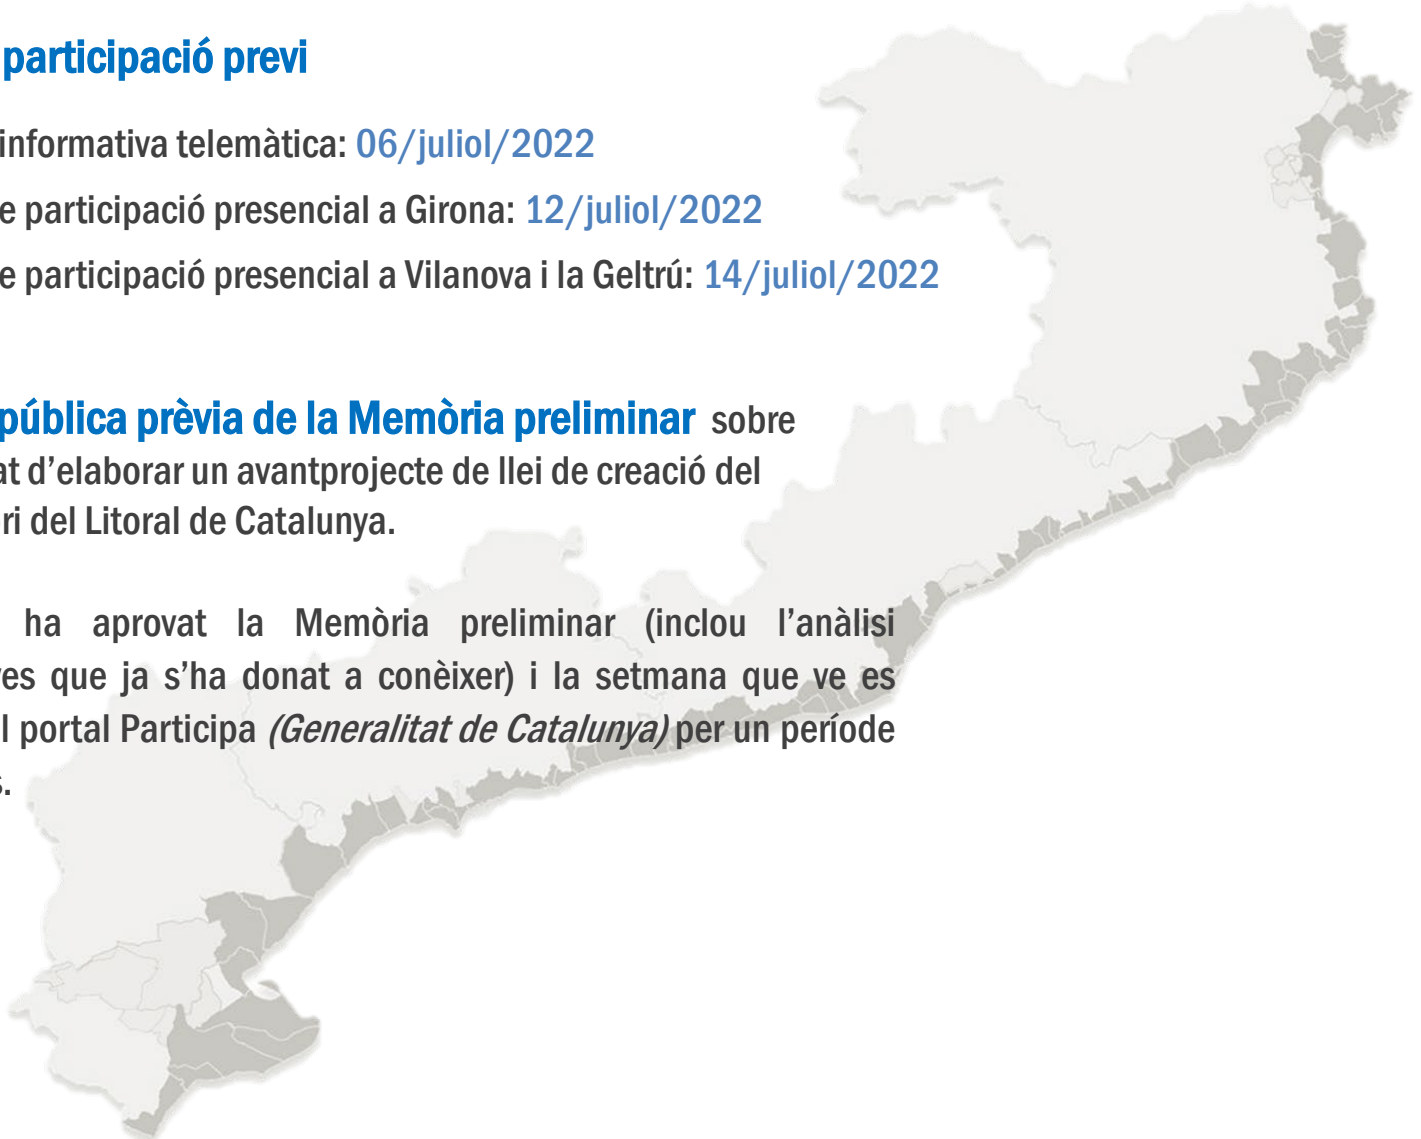 participació previ
informativa telemàtica: 06/juliol/2022
e participació presencial a Girona: 12/juliol/2022
e participació presencial a Vilanova i la Geltrú: 14/juliol/2022
pública prèvia de la Memòria preliminar sobre
at d’elaborar un avantprojecte de llei de creació del
ri del Litoral de Catalunya.
ha aprovat la Memòria preliminar (inclou l’anàlisi
es que ja s’ha donat a conèixer) i la setmana que ve es
l portal Participa (Generalitat de Catalunya) per un període
s.